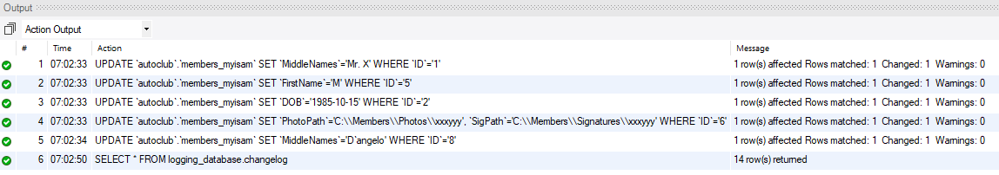 Output
Action Output
# Time Action Message
1 07:02:33 UPDATE `autoclub`.`members_myisam` SET `MiddleNames`='Mr. X' WHERE `ID`='1' 1 row(s) affected Rows matched: 1 Changed: 1 Warnings: 0
2 07:02:33 UPDATE `autoclub`.`members_myisam` SET `FirstName`='M' WHERE `ID`='5' 1 row(s) affected Rows matched: 1 Changed: 1 Warnings: 0
3 07:02:33 UPDATE `autoclub`.`members_myisam` SET `DOB`='1985-10-15' WHERE `ID`='2' 1 row(s) affected Rows matched: 1 Changed: 1 Warnings: 0
4 07:02:33 UPDATE `autoclub`.`members_myisam` SET `PhotoPath`='C:\\Members\\Photos\\xxxyyy', `SigPath`='C:\\Members\\Signatures\\xxxyyy' WHERE `ID`='6' 1 row(s) affected Rows matched: 1 Changed: 1 Warnings: 0
5 07:02:34 UPDATE `autoclub`.`members_myisam` SET `MiddleNames`='D`angelo' WHERE `ID`='8' 1 row(s) affected Rows matched: 1 Changed: 1 Warnings: 0
6 07:02:50 SELECT * FROM logging_database.changelog 14 row(s) returned